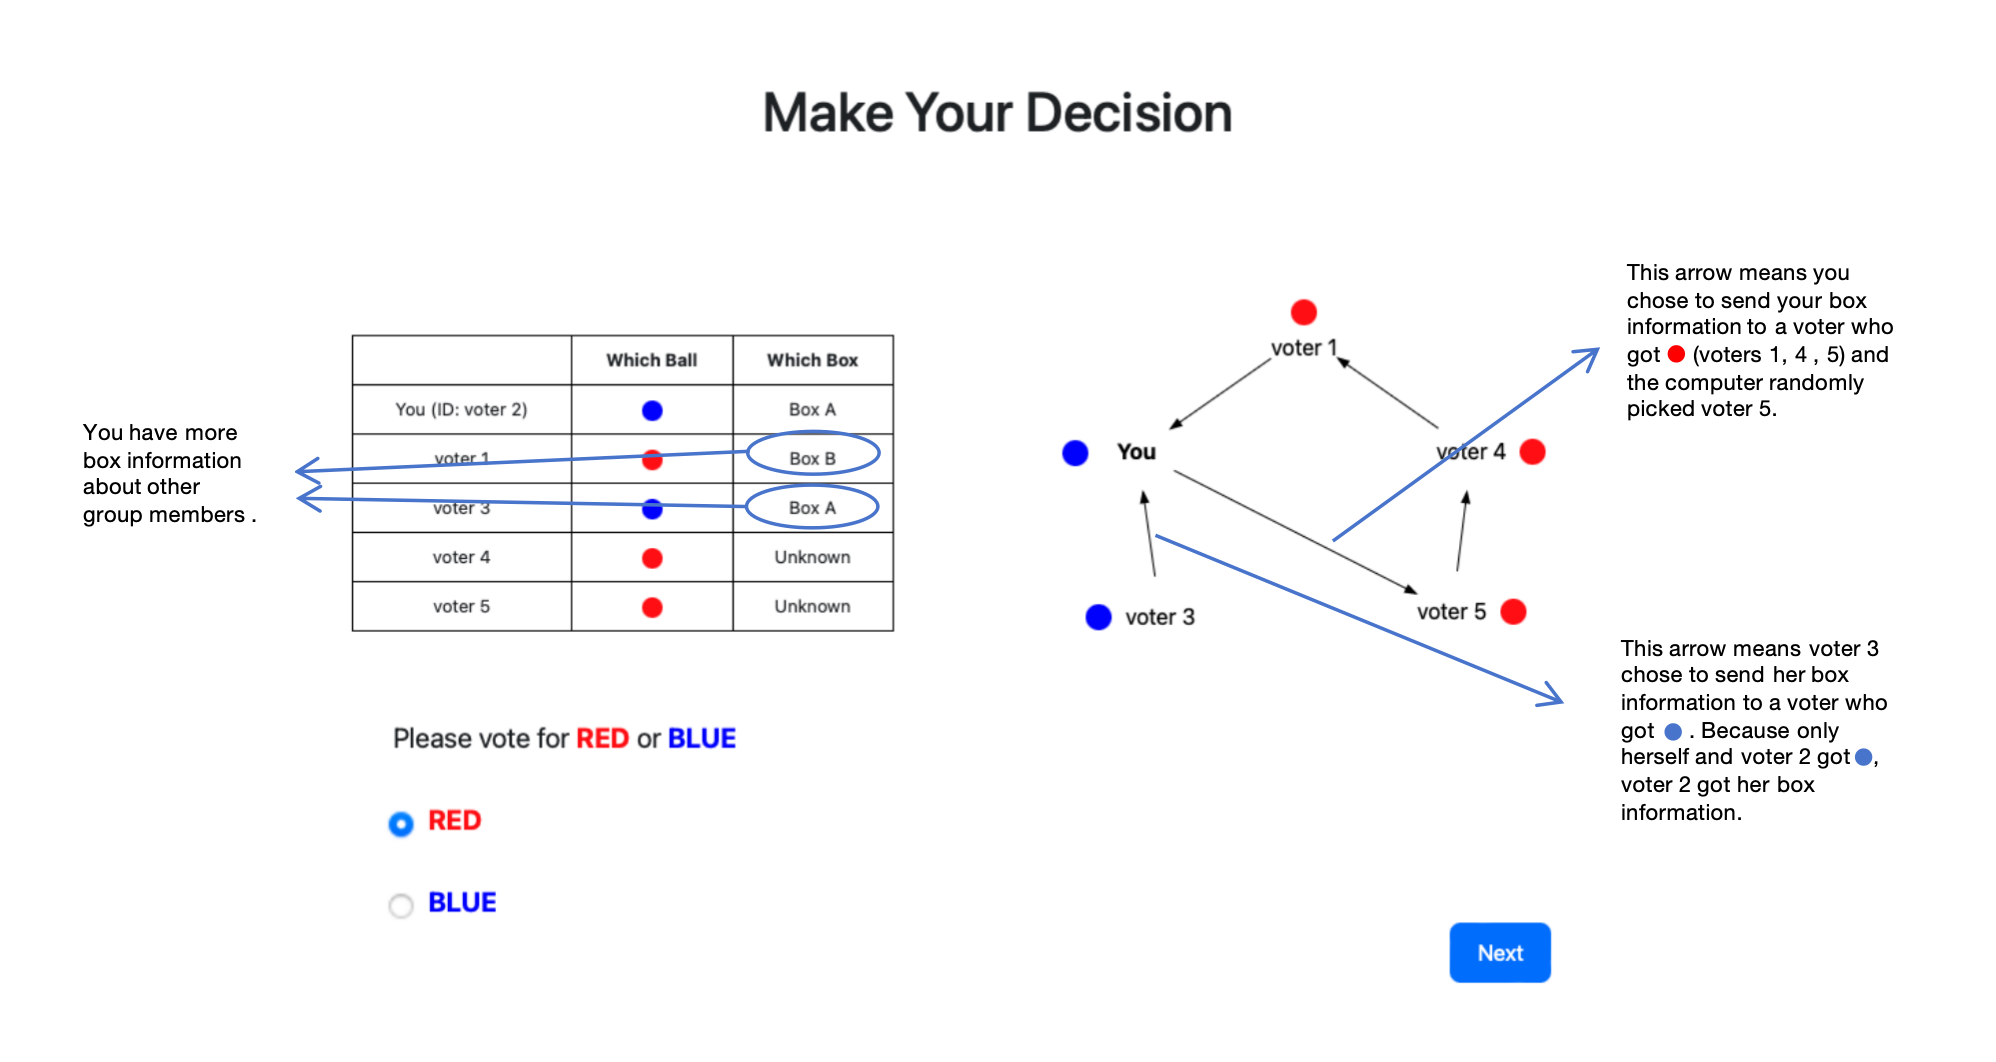 Make Your Decision
Which Ball Which Box
You (ID: voter 2) Box A
voter 1 Box B
voter 3 Box A
voter 4 Unknown
voter 5 Unknown
You have more
box information
about other
group members .
Please vote for RED or BLUE
RED
BLUE
voter 1
You
voter 4
voter 3
voter 5
This arrow means you
chose to send your box
information to a voter who
got (voters 1, 4 , 5) and
the computer randomly
picked voter 5.
This arrow means voter 3
chose to send her box
information to a voter who
got . Because only
herself and voter 2 got ,
voter 2 got her box
information.
Next